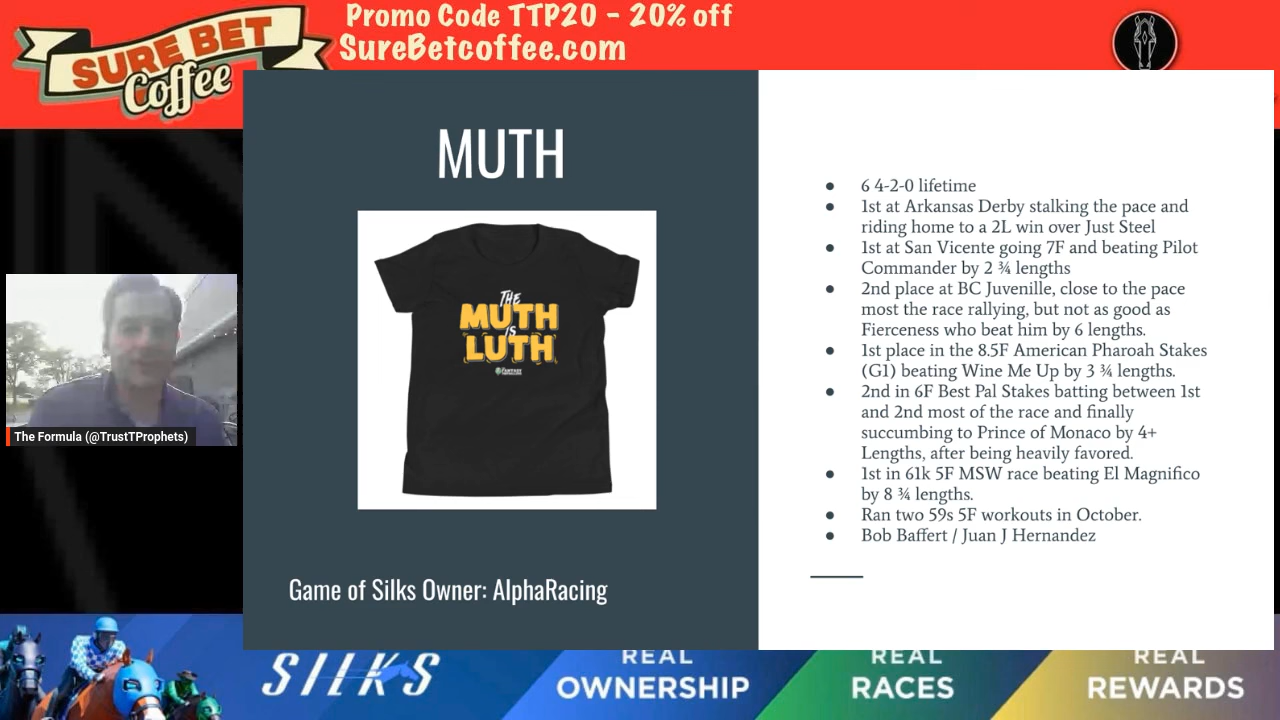 SURE BET
Coffee
Promo Code TTP20 - 20% off
SureBetcoffee.com
MUTH
THE
MUTH
IS
LUTH
Game of Silks Owner: AlphaRacing
• 6 4-2-0 lifetime
• 1st at Arkansas Derby stalking the pace and
riding home to a 2L win over Just Steel
• 1st at San Vicente going 7F and beating Pilot
Commander by 2 ¾ lengths
• 2nd place at BC Juvenille, close to the pace
most the race rallying, but not as good as
Fierceness who beat him by 6 lengths.
• 1st place in the 8.5F American Pharoah Stakes
(G1) beating Wine Me Up by 3 ¾ lengths.
• 2nd in 6F Best Pal Stakes batting between 1st
and 2nd most of the race and finally
succumbing to Prince of Monaco by 4+
Lengths, after being heavily favored.
• 1st in 61k 5F MSW race beating El Magnifico
by 8 ¾ lengths.
• Ran two 59s 5F workouts in October.
• Bob Baffert / Juan J Hernandez
The Formula (@TrustTProphets)
SILKS
REAL
OWNERSHIP
REAL
RACES
REAL
REWARDS